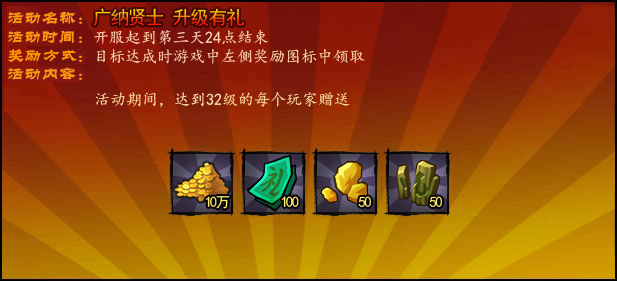 活动名称： 广纳贤士 升级有礼
活动时间： 开服起到第三天24点结束
奖励方式： 目标达成时游戏中左侧奖励图标中领取
活动内容：
活动期间，达到32级的每个玩家赠送
礼
10万 100 50 50